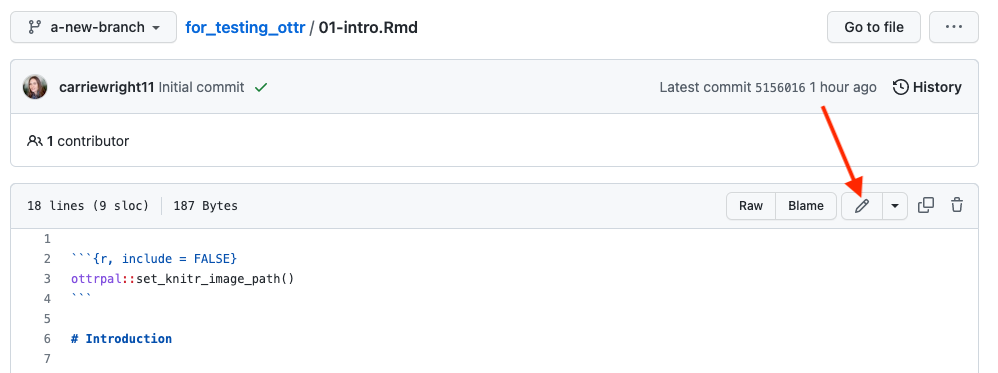 a-new-branch for_testing_ottr / 01-intro.Rmd Go to file ...
carriewright11 Initial commit Latest commit 5156016 1 hour ago History
1 contributor
18 lines (9 sloc) 187 Bytes Raw Blame
1
2 ```{r, include = FALSE}
3 ottrpal::set_knitr_image_path()
4 ```
5
6 # Introduction
7